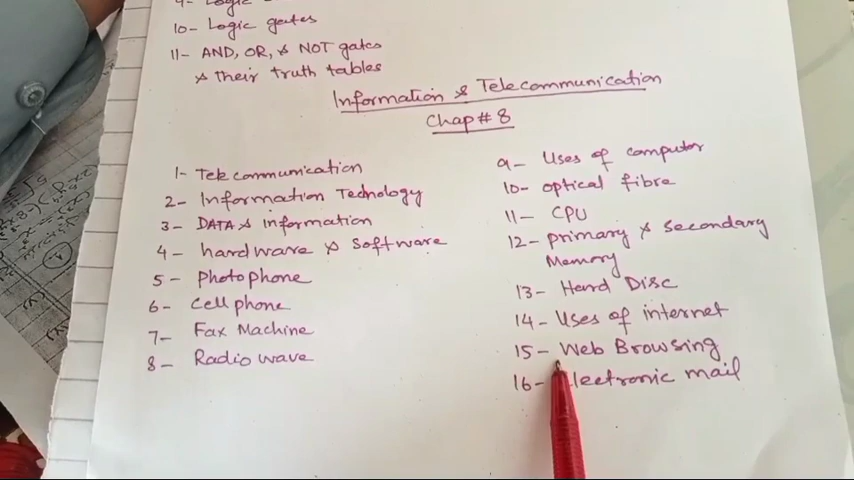 9- Logic
10- Logic gates
11- AND, OR, & NOT gates
& their truth tables
Information & Telecommunication
Chap # 8
1- Telecommunication
2- Information Technology
3- DATA & information
4- hardware & Software
5- Photophone
6- Cell phone
7- Fax Machine
8- Radio wave
9- Uses of computer
10- optical fibre
11- CPU
12- primary & secondary
Memory
13- Hard Disc
14- Uses of internet
15- Web Browsing
16- Electronic mail